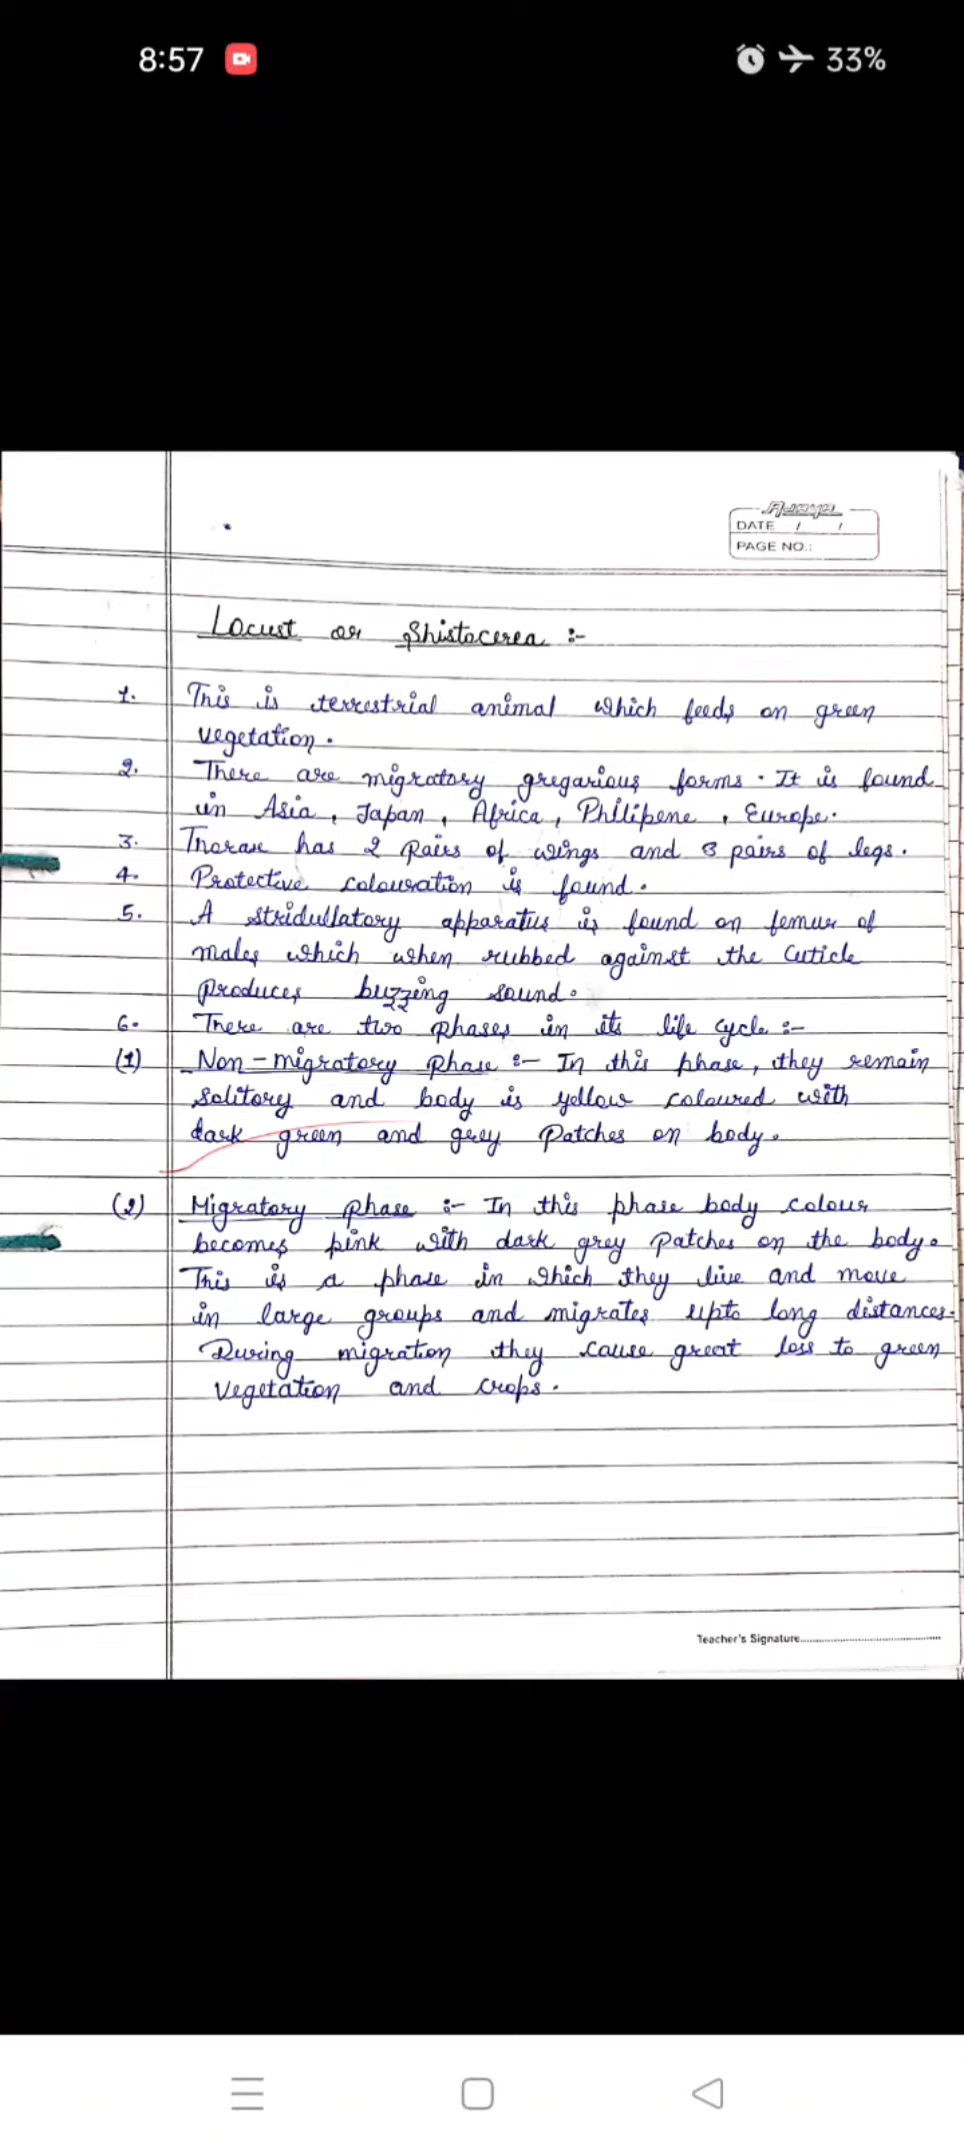 8:57
33%
DATE / /
PAGE NO.:
Locust or Shistocerea :-
1. This is terrestrial animal which feeds on green
vegetation.
2. There are migratory gregarious forms. It is found
in Asia, Japan, Africa, Phllipene, Europe.
3. Thorax has 2 pairs of wings and 3 pairs of legs.
4. Protective colouration is found.
5. A stridullatory apparatus is found on femur of
males which when rubbed against the cuticle
produces buzzing sound.
6. There are two phases in its life cycle :-
(1) Non-migratory phase :- In this phase, they remain
solitory and body is yellow coloured with
dark green and grey patches on body.
(2) Migratory phase :- In this phase body colour
becomes pink with dark grey patches on the body.
This is a phase in which they live and move
in large groups and migrates upto long distances.
During migration they cause great loss to green
vegetation and crops.
Teacher's Signature